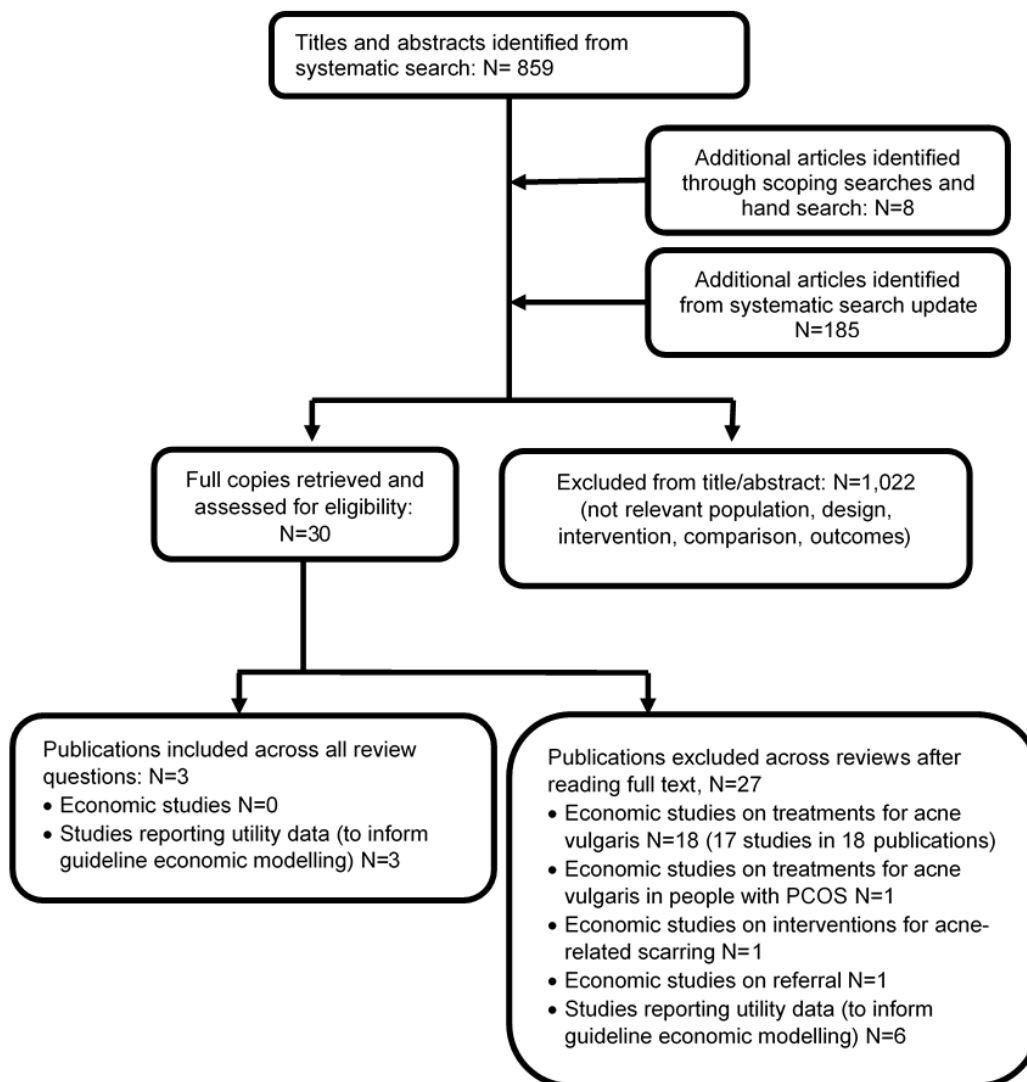 Titles and abstracts identified from
systematic search: N= 859
Additional articles identified
through scoping searches and
hand search: N=8
Additional articles identified
from systematic search update
N=185
Full copies retrieved and
assessed for eligibility:
N=30
Excluded from title/abstract: N=1,022
(not relevant population, design,
intervention, comparison, outcomes)
Publications included across all review
questions: N=3
• Economic studies N=0
• Studies reporting utility data (to inform
guideline economic modelling) N=3
Publications excluded across reviews after
reading full text, N=27
• Economic studies on treatments for acne
vulgaris N=18 (17 studies in 18 publications)
• Economic studies on treatments for acne
vulgaris in people with PCOS N=1
• Economic studies on interventions for acne-
related scarring N=1
• Economic studies on referral N=1
• Studies reporting utility data (to inform
guideline economic modelling) N=6